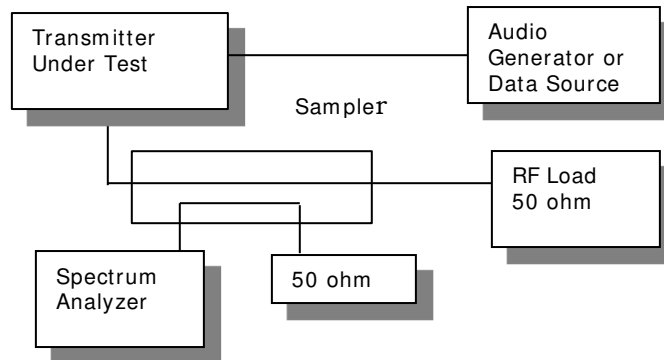 Transmitter
Under Test
Audio
Generator or
Data Source
Sampler
RF Load
50 ohm
Spectrum
Analyzer
50 ohm